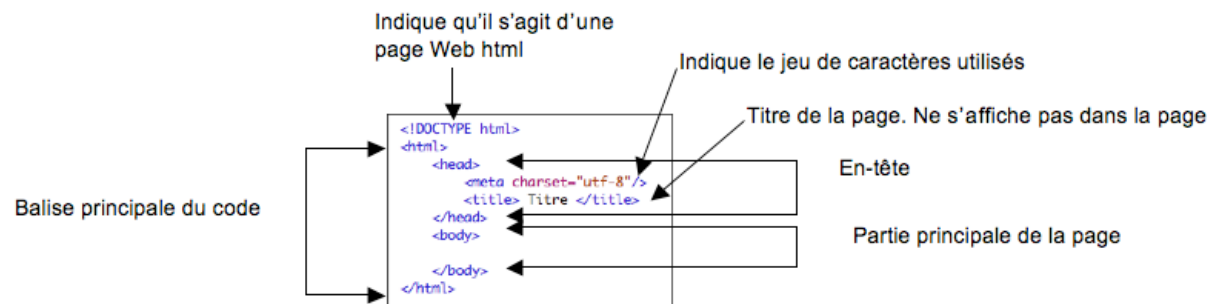 Indique qu'il s'agit d'une
page Web html
Indique le jeu de caractères utilisés
Titre de la page. Ne s'affiche pas dans la page
<!DOCTYPE html>
<html>
<head>
<meta charset="utf-8"/>
<title> Titre </title>
</head>
<body>
</body>
</html>
En-tête
Balise principale du code
Partie principale de la page